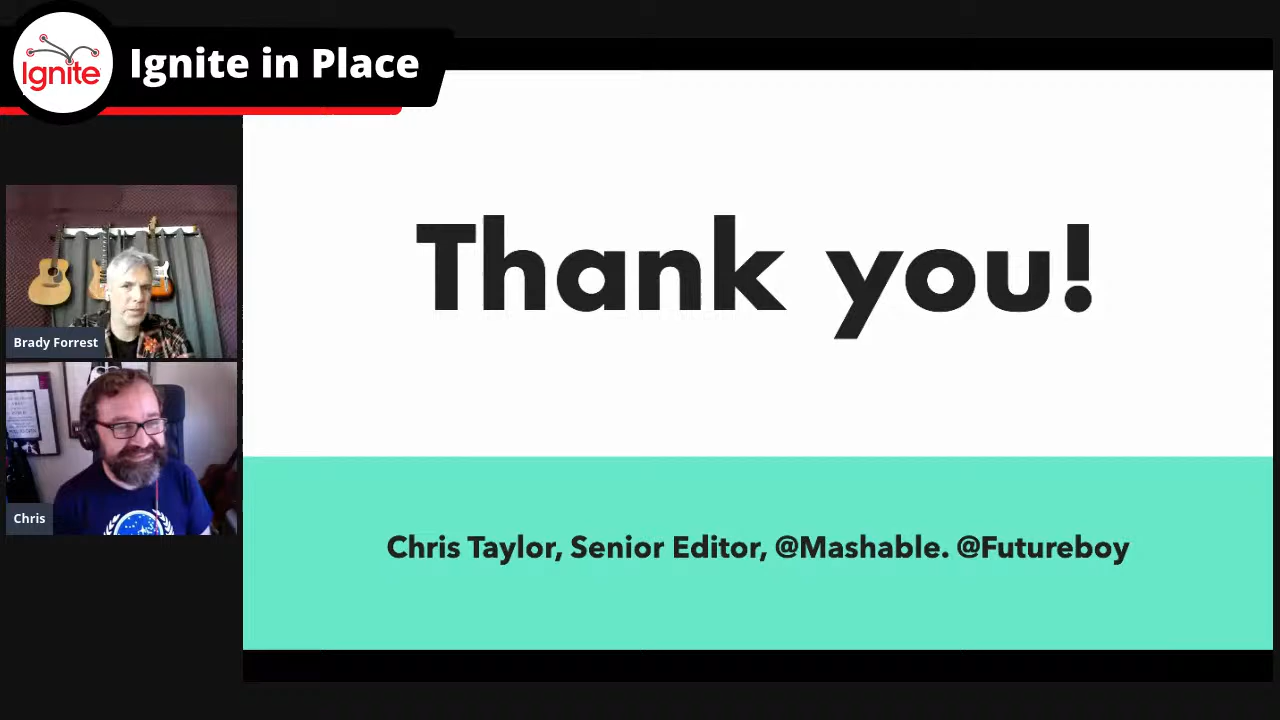 Ignite
Ignite in Place
Thank you!
Brady Forrest
Chris
Chris Taylor, Senior Editor, @Mashable. @Futureboy